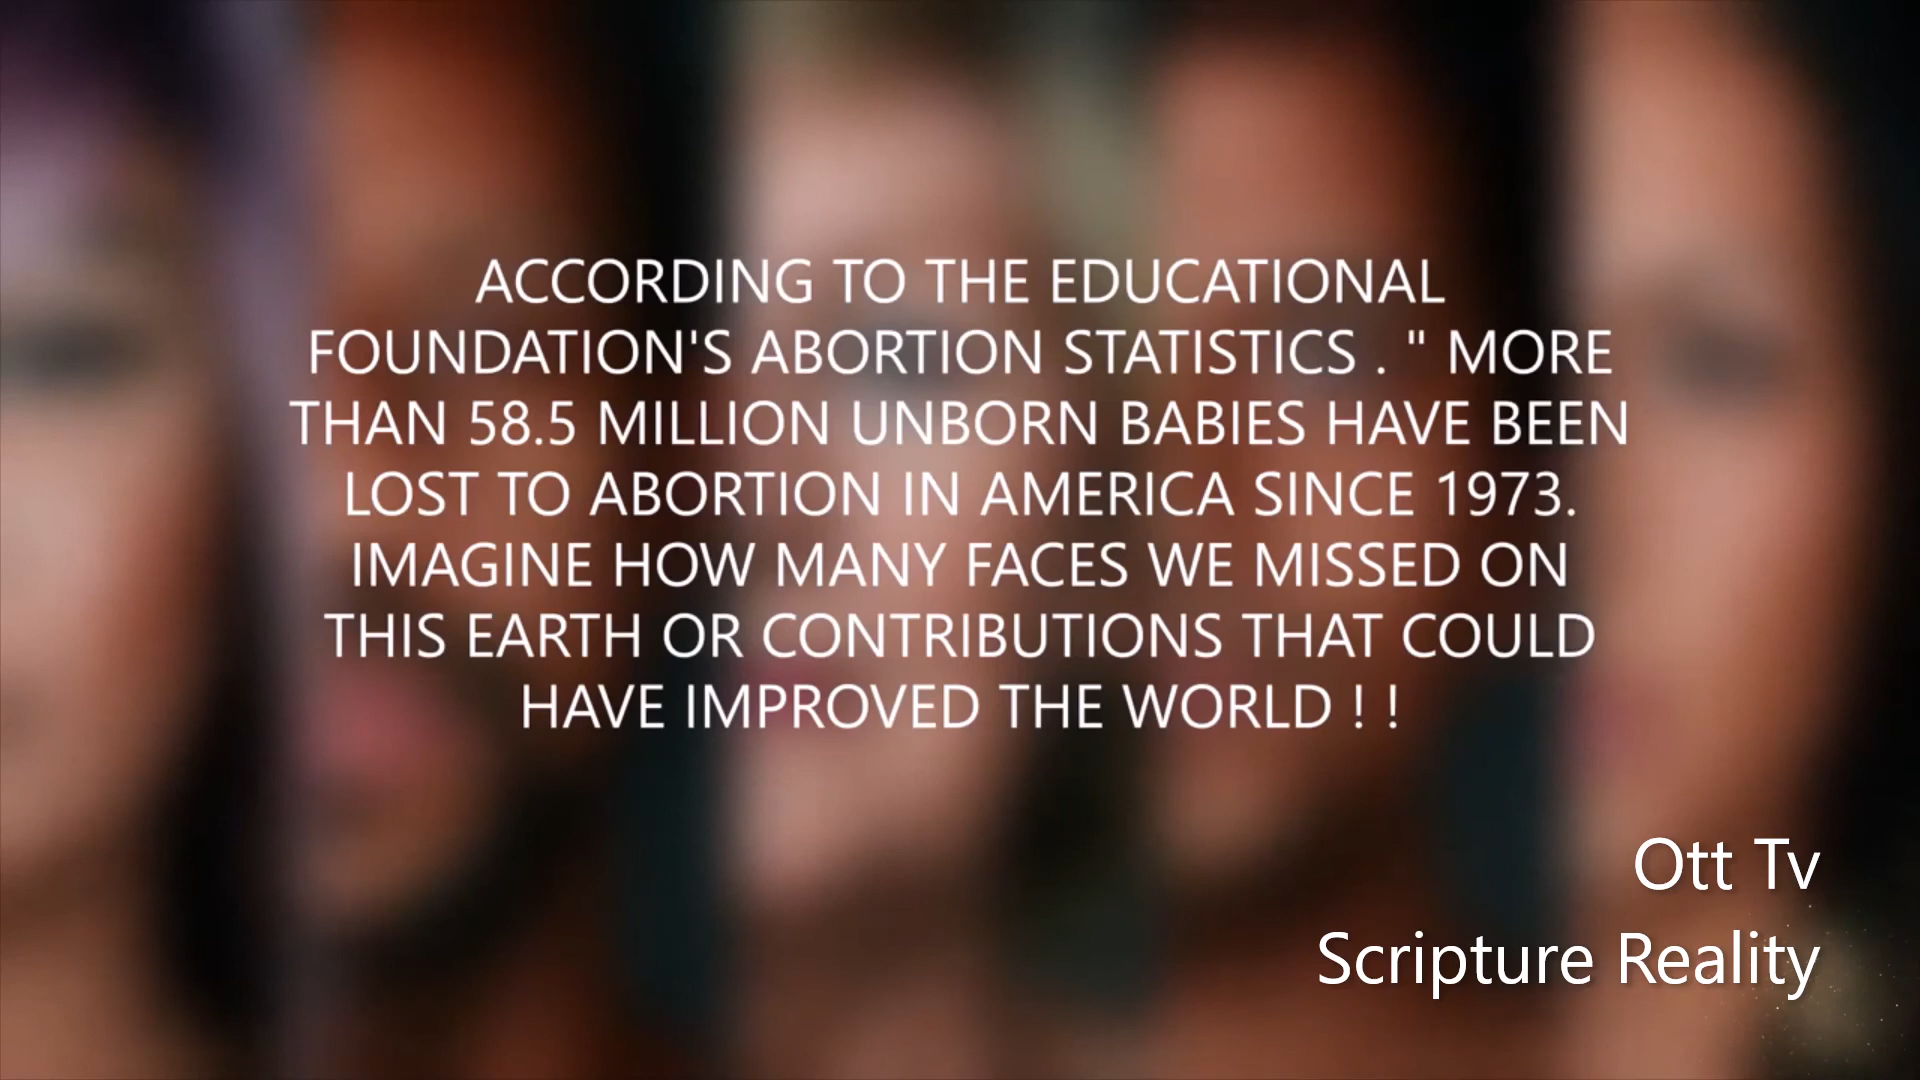 ACCORDING TO THE EDUCATIONAL
FOUNDATION'S ABORTION STATISTICS . " MORE
THAN 58.5 MILLION UNBORN BABIES HAVE BEEN
LOST TO ABORTION IN AMERICA SINCE 1973.
IMAGINE HOW MANY FACES WE MISSED ON
THIS EARTH OR CONTRIBUTIONS THAT COULD
HAVE IMPROVED THE WORLD ! !
Ott Tv
Scripture Reality